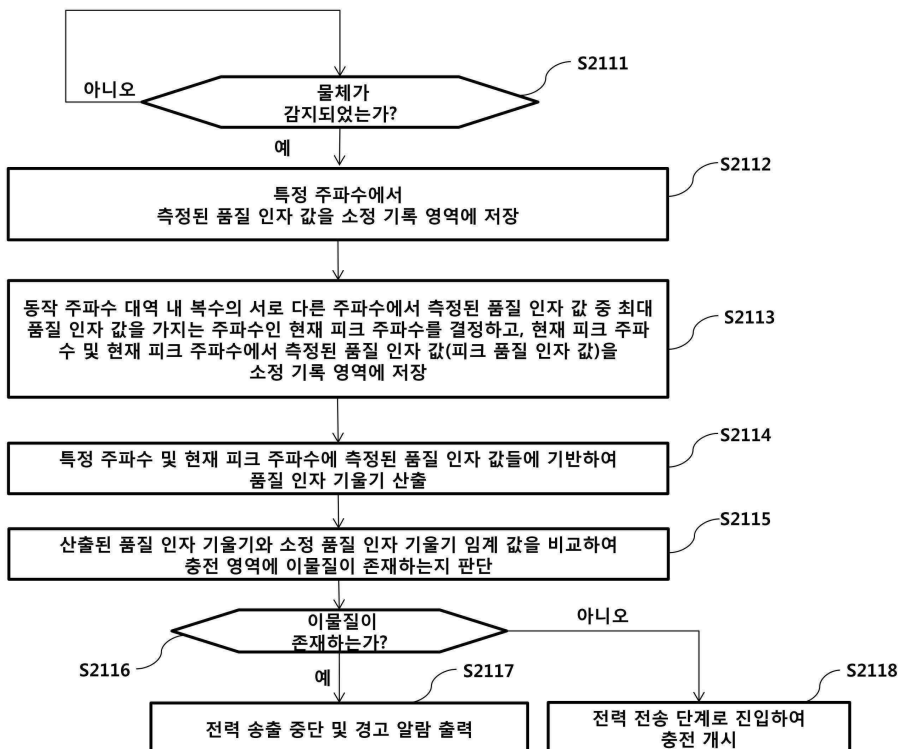 S2111
아니오
물체가
감지되었는가?
예
S2112
특정 주파수에서
측정된 품질 인자 값을 소정 기록 영역에 저장
동작 주파수 대역 내 복수의 서로 다른 주파수에서 측정된 품질 인자 값 중 최대
품질 인자 값을 가지는 주파수인 현재 피크 주파수를 결정하고, 현재 피크 주파
수 및 현재 피크 주파수에서 측정된 품질 인자 값(피크 품질 인자 값)을
소정 기록 영역에 저장
S2113
S2114
특정 주파수 및 현재 피크 주파수에 측정된 품질 인자 값들에 기반하여
품질 인자 기울기 산출
S2115
산출된 품질 인자 기울기와 소정 품질 인자 기울기 임계 값을 비교하여
충전 영역에 이물질이 존재하는지 판단
이물질이
존재하는가?
아니오
S2116
예
S2117
S2118
전력 송출 중단 및 경고 알람 출력
전력 전송 단계로 진입하여
충전 개시